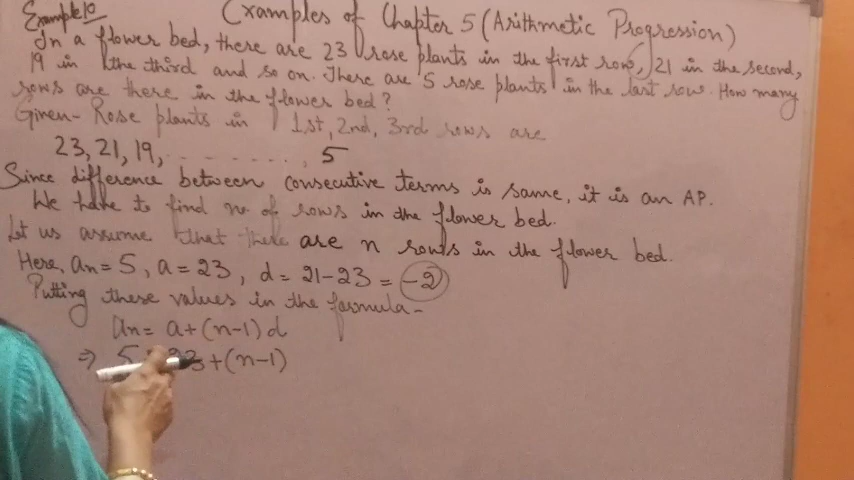 Example 10
Examples of Chapter 5 (Arithmetic Progression)
In a flower bed, there are 23 rose plants in the first row, 21 in the second,
19 in the third and so on. There are 5 rose plants in the last row. How many
rows are there in the flower bed?
Given- Rose plants in 1st, 2nd, 3rd rows are
23, 21, 19, . . . . . . . . . , 5
Since difference between consecutive terms is same, it is an AP.
We have to find no. of rows in the flower bed.
Let us assume that there are n rows in the flower bed.
Here, an = 5, a = 23, d = 21-23 = -2
Putting these values in the formula-
an = a + (n-1) d
⇒ 5 23 + (n-1)